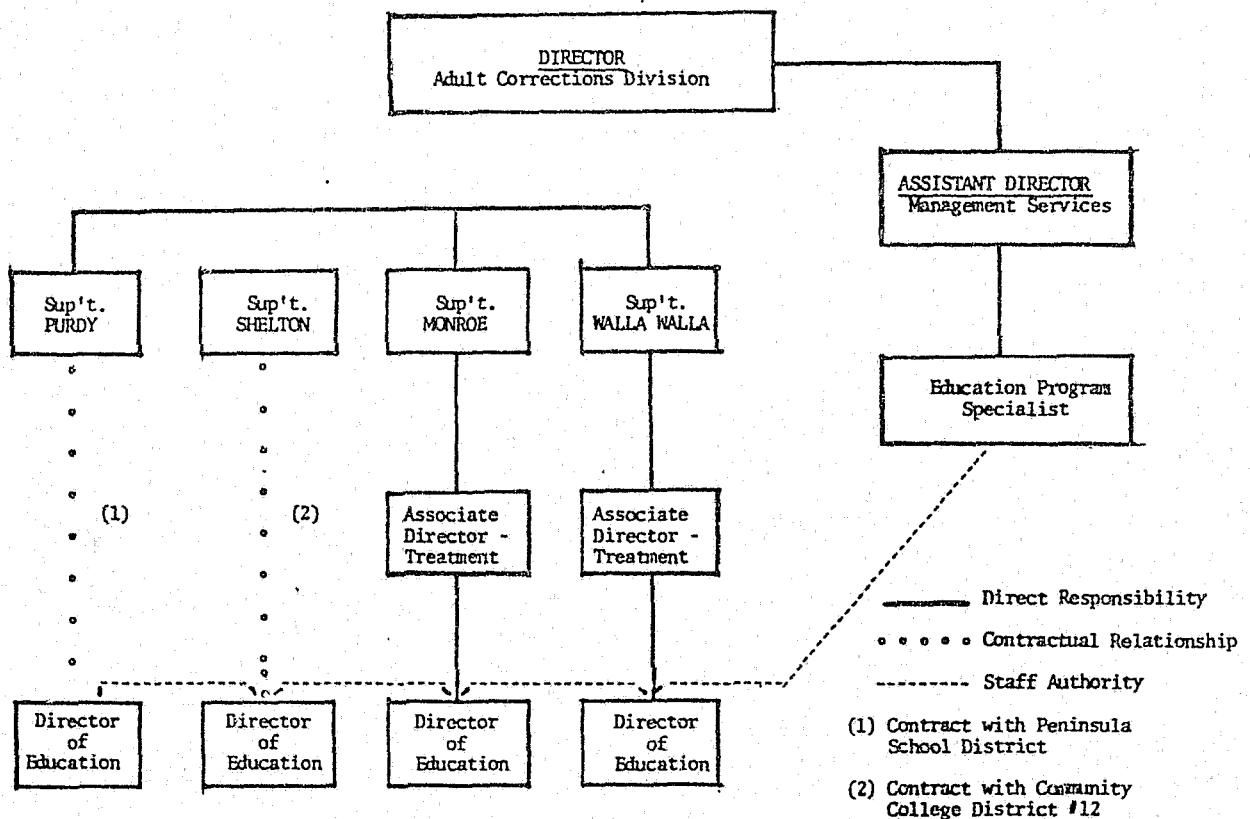 DIRECTOR
Adult Corrections Division
ASSISTANT DIRECTOR
Management Services
Sup't.
PURDY
Sup't.
SHELTON
Sup't.
MONROE
Sup't.
WALLA WALLA
Education Program
Specialist
(1)
(2)
Associate
Director -
Treatment
Associate
Director -
Treatment
Direct Responsibility
Contractual Relationship
Staff Authority
Director
of
Education
Director
of
Education
Director
of
Education
Director
of
Education
(1) Contract with Peninsula
School District
(2) Contract with Community
College District #12